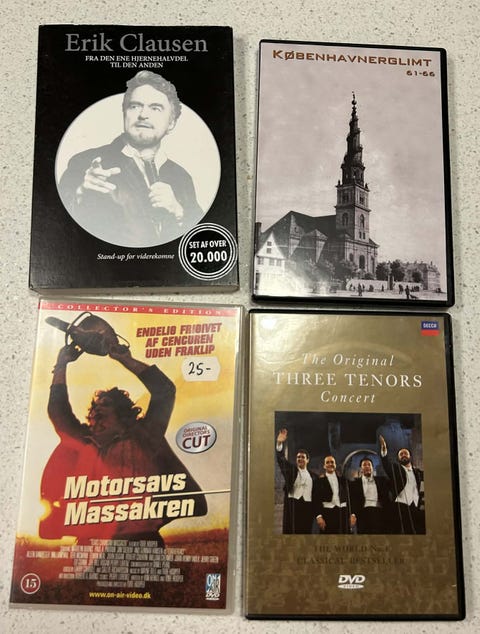 Erik Clausen
FRA DEN ENE HJERNEHALVDEL
TIL DEN ANDEN
Stand-up for viderekomne
SET AF OVER
20.000
KØBENHAVNERGLIMT
61-66
COLLECTOR'S EDITION
ENDELIG FRIGIVET
AF CENCUREN
UDEN FRAKLIP
25-
ORIGINAL
DIRECTOR'S
CUT
Motorsavs
Massakren
15
www.on-air-video.dk
DECCA
The Original
THREE TENORS
Concert
THE WORLD No.1
CLASSICAL BESTSELLER
DVD
VIDEO